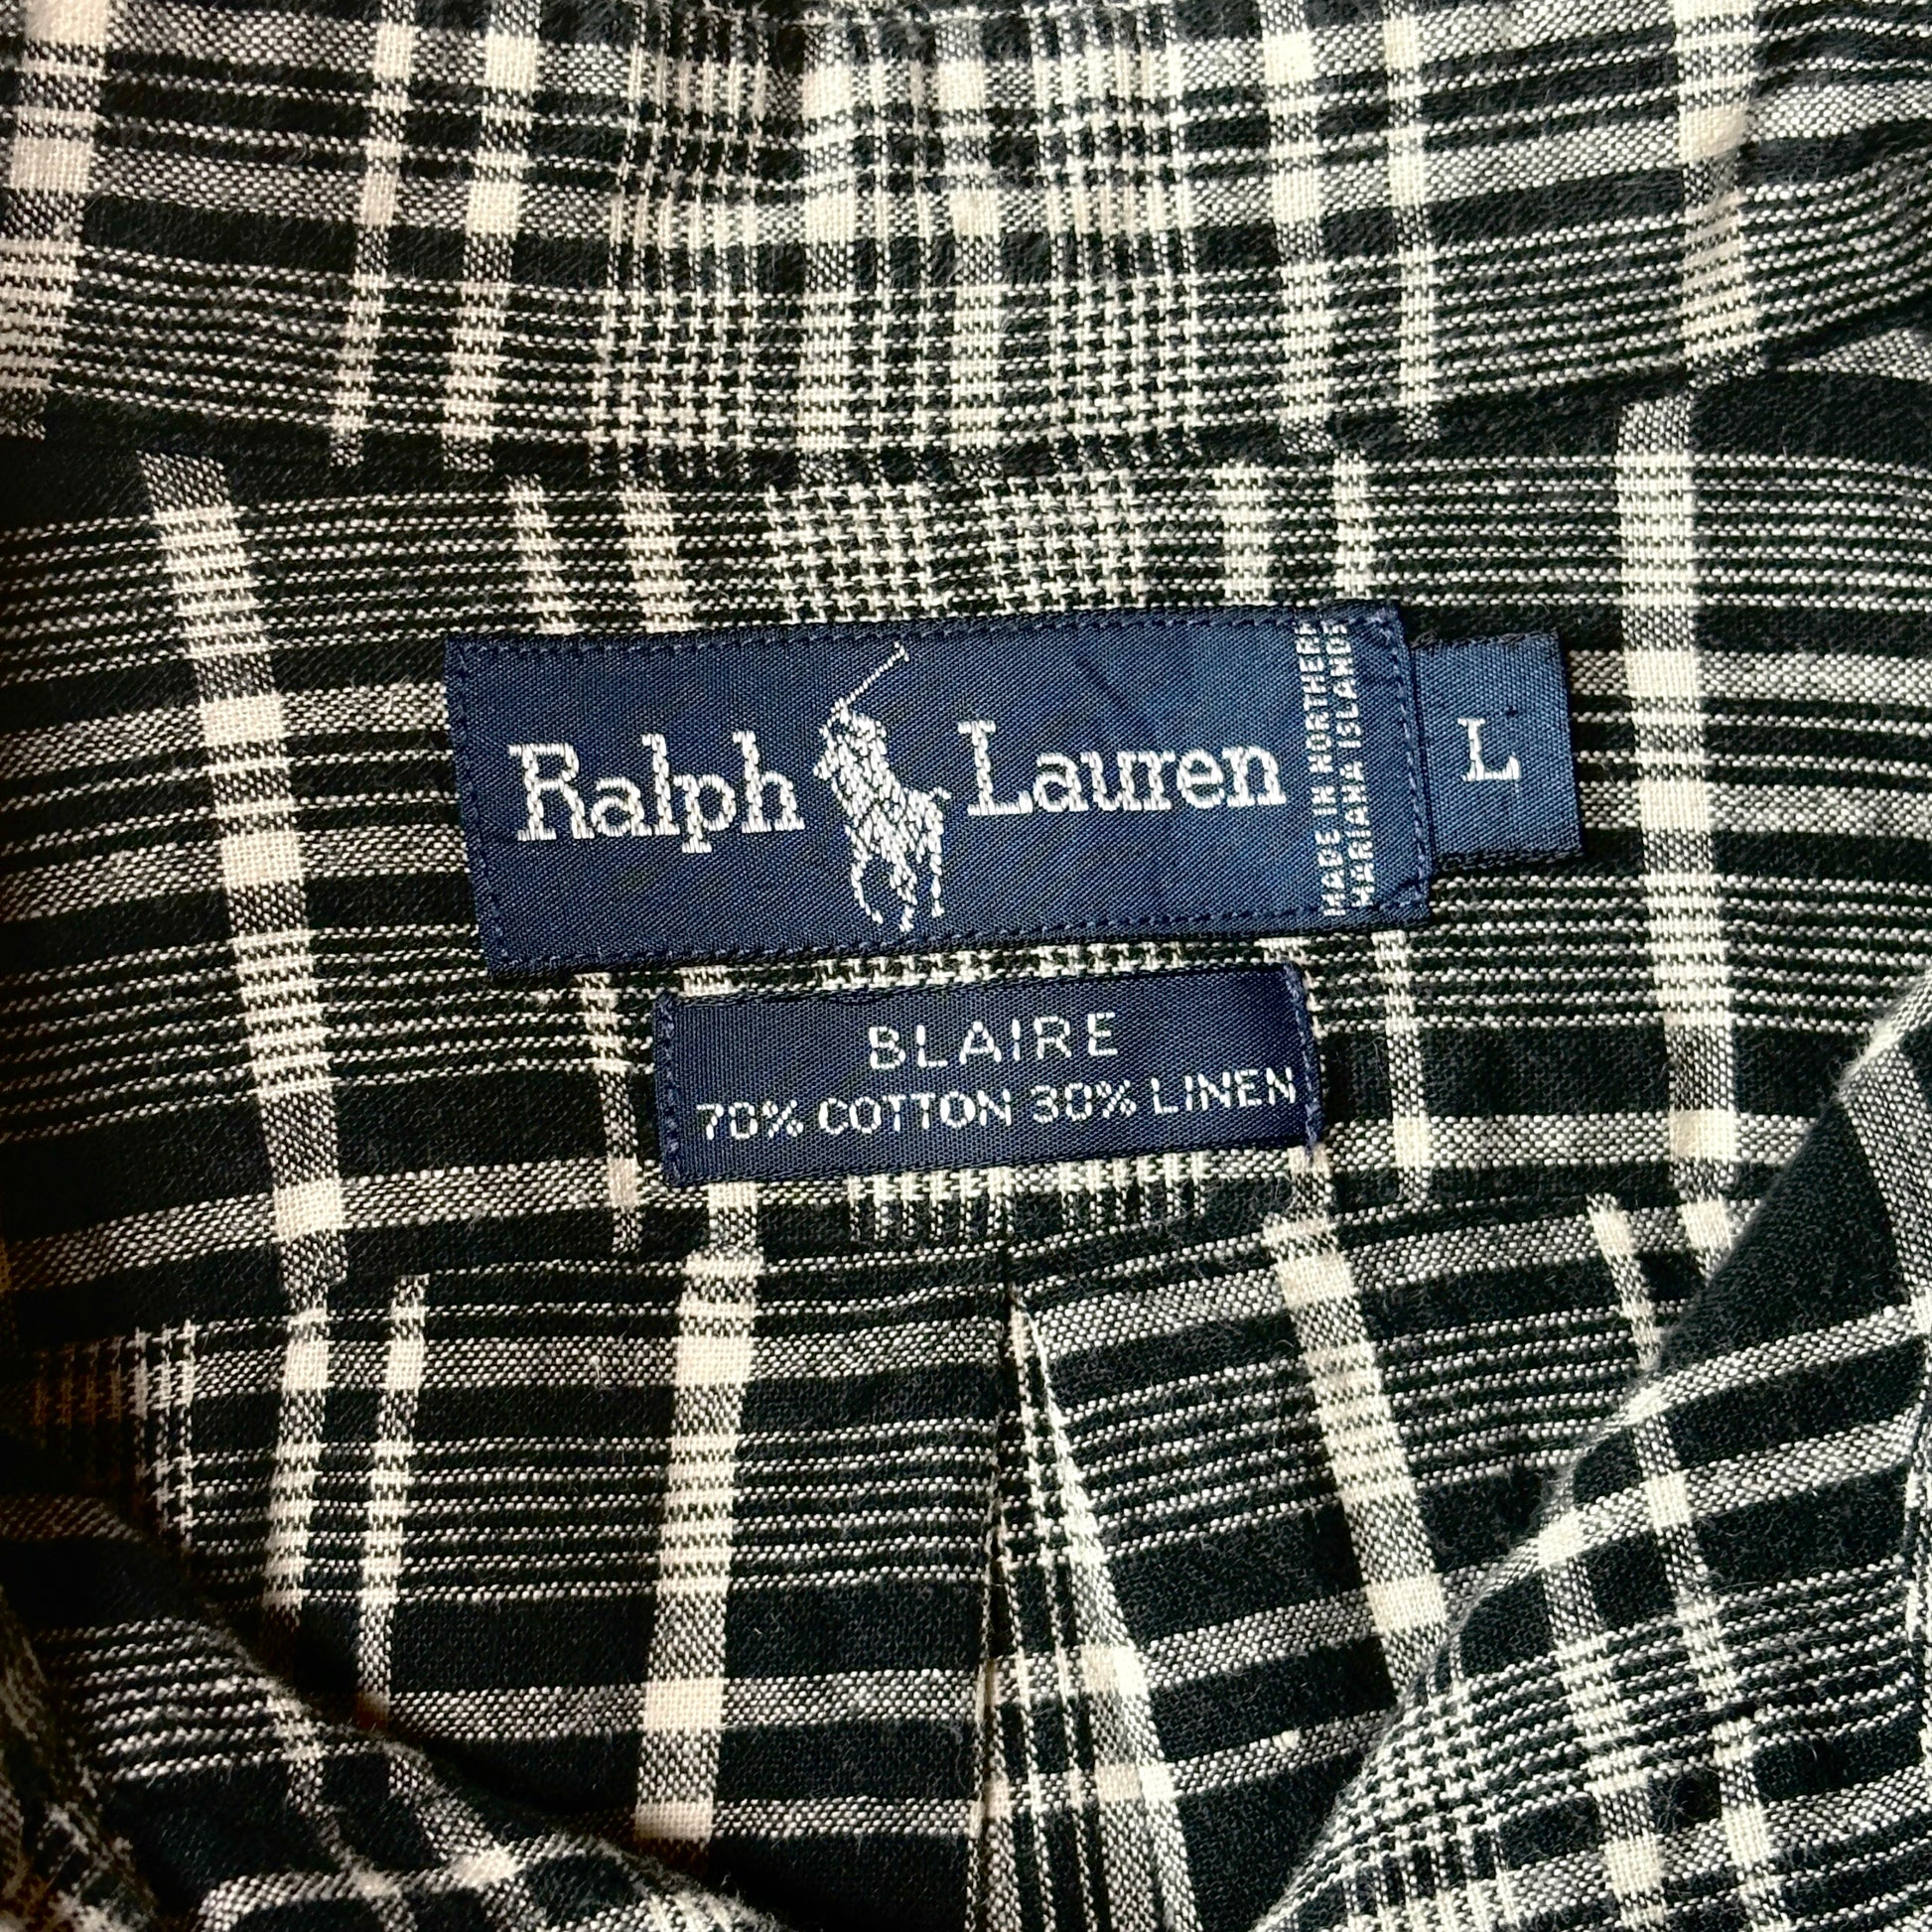 Ralph Lauren
MADE IN NORTHERN
MARIANA ISLANDS
L
BLAIRE
70% COTTON 30% LINEN